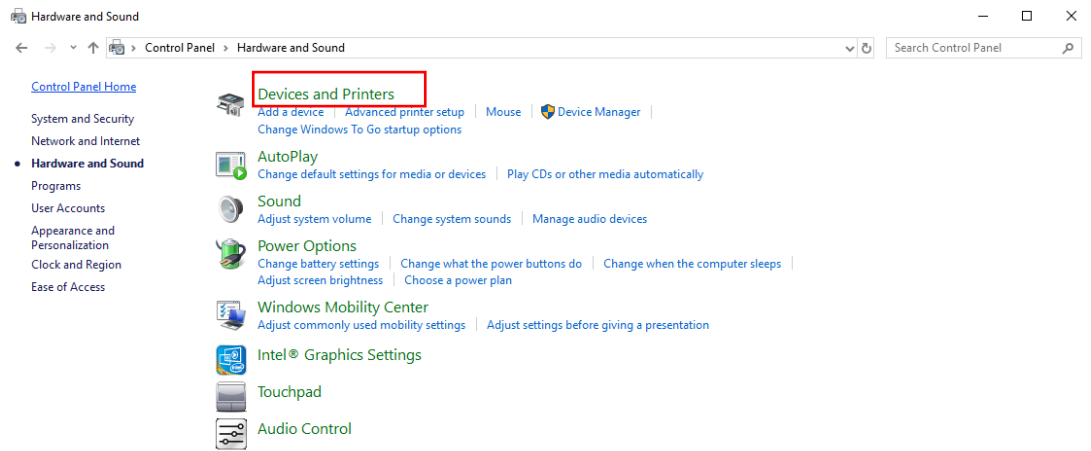 Hardware and Sound
Control Panel > Hardware and Sound
Search Control Panel
Control Panel Home
System and Security
Network and Internet
Hardware and Sound
Programs
User Accounts
Appearance and
Personalization
Clock and Region
Ease of Access
Devices and Printers
Add a device | Advanced printer setup | Mouse | Device Manager |
Change Windows To Go startup options
AutoPlay
Change default settings for media or devices | Play CDs or other media automatically
Sound
Adjust system volume | Change system sounds | Manage audio devices
Power Options
Change battery settings | Change what the power buttons do | Change when the computer sleeps |
Adjust screen brightness | Choose a power plan
Windows Mobility Center
Adjust commonly used mobility settings | Adjust settings before giving a presentation
Intel® Graphics Settings
Touchpad
Audio Control